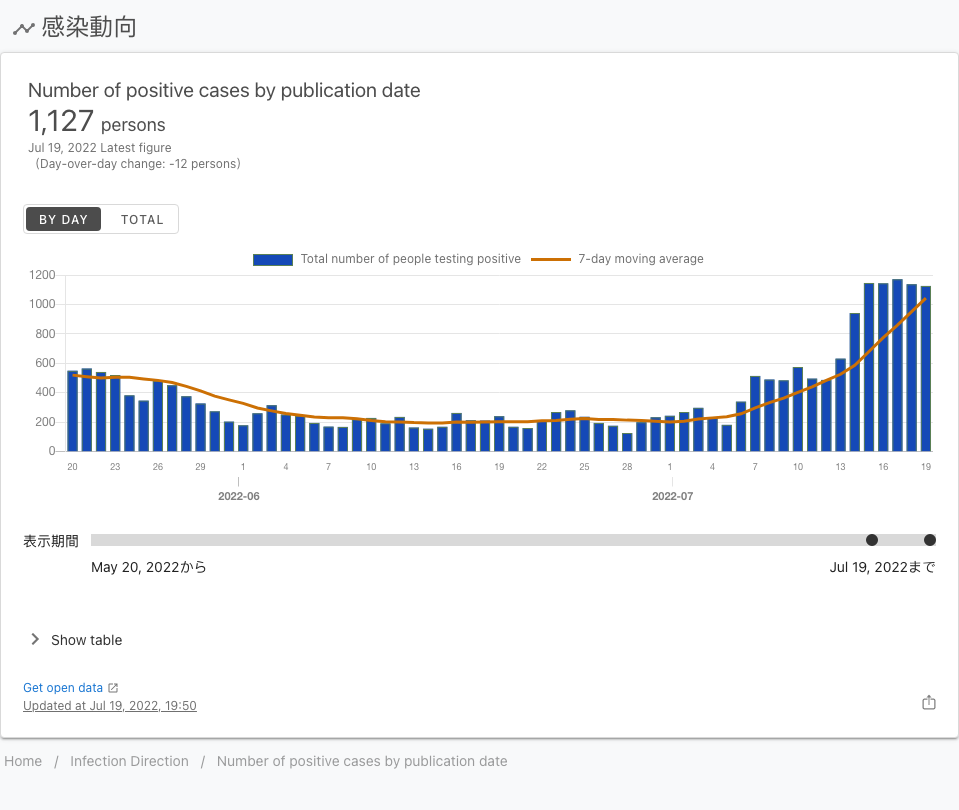 感染動向
Number of positive cases by publication date
1,127 persons
Jul 19, 2022 Latest figure
(Day-over-day change: -12 persons)
BY DAY TOTAL
Total number of people testing positive 7-day moving average
1200
1000
800
600
400
200
0
20 23 26 29 1 4 7 10 13 16 19 22 25 28 1 4 7 10 13 16 19
2022-06 2022-07
表示期間
May 20, 2022から Jul 19, 2022まで
Show table
Get open data
Updated at Jul 19, 2022, 19:50
Home / Infection Direction / Number of positive cases by publication date